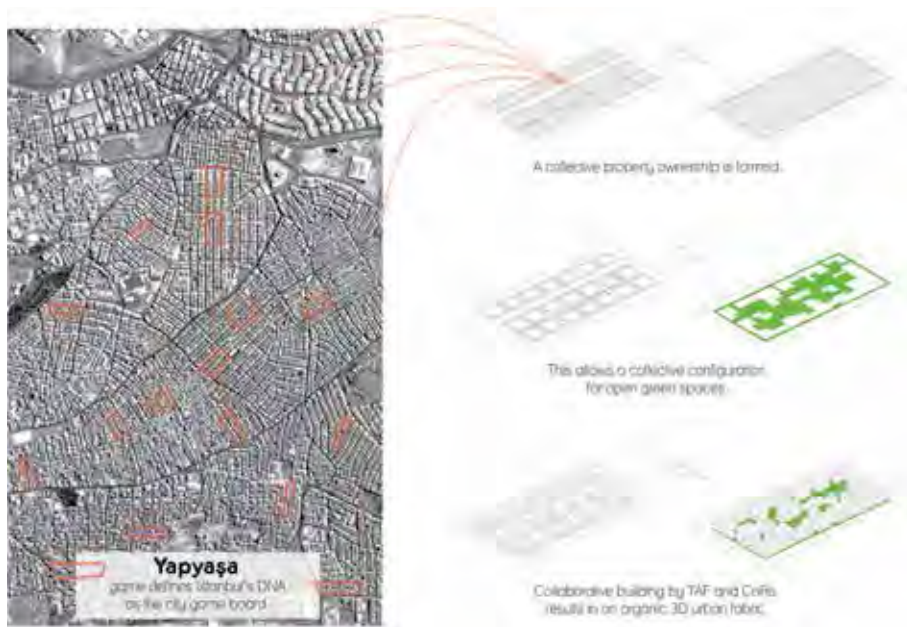 Yapyaşa
game defines Istanbul's DNA
as the city game board
A collective property ownership is formed.
This allows a collective configuration
for open green spaces.
Collaborative building by TAF and
results in an organic 3D urban fabric.